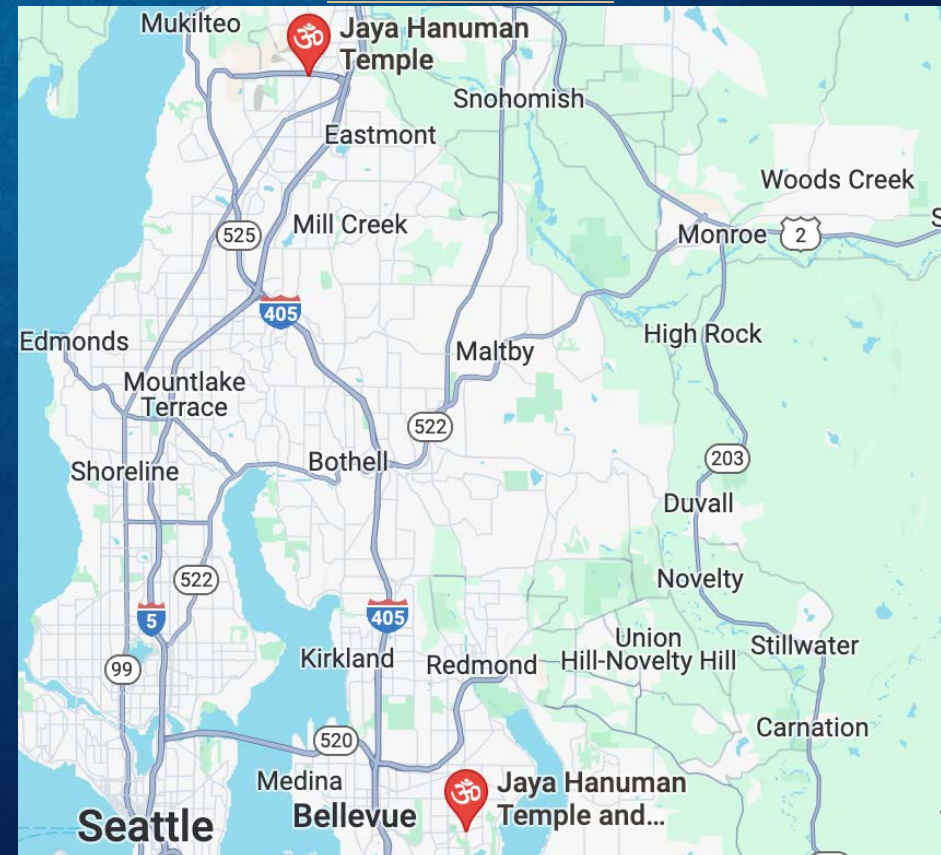 Mukilteo
ॐ
Jaya Hanuman
Temple
Snohomish
Eastmont
Woods Creek
525
Mill Creek
Monroe
2
S
405
Edmonds
High Rock
Maltby
Mountlake
Terrace
522
203
Shoreline
Bothell
Duvall
522
Novelty
5
405
Union
Hill-Novelty Hill
Stillwater
99
Kirkland
Redmond
Carnation
520
Medina
ॐ
Jaya Hanuman
Temple and...
Bellevue
Seattle